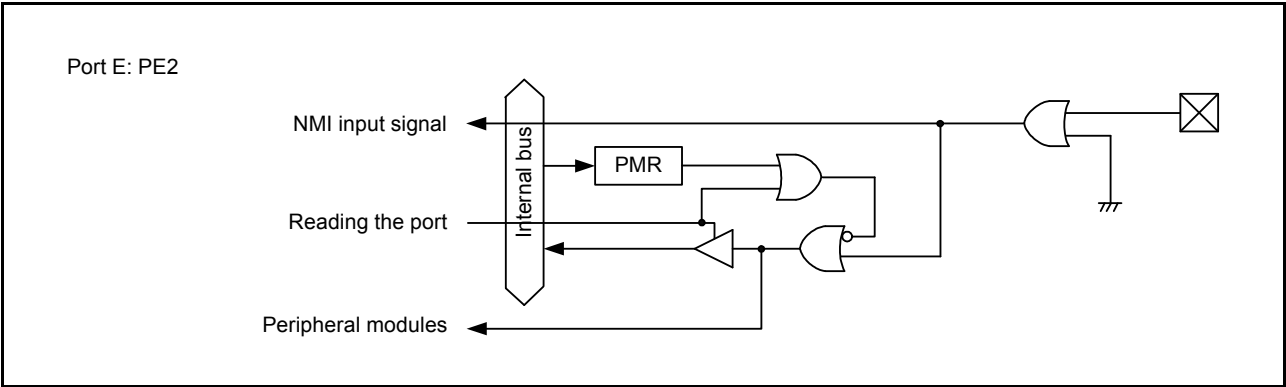 Port E: PE2
NMI input signal
Internal bus
PMR
Reading the port
Peripheral modules